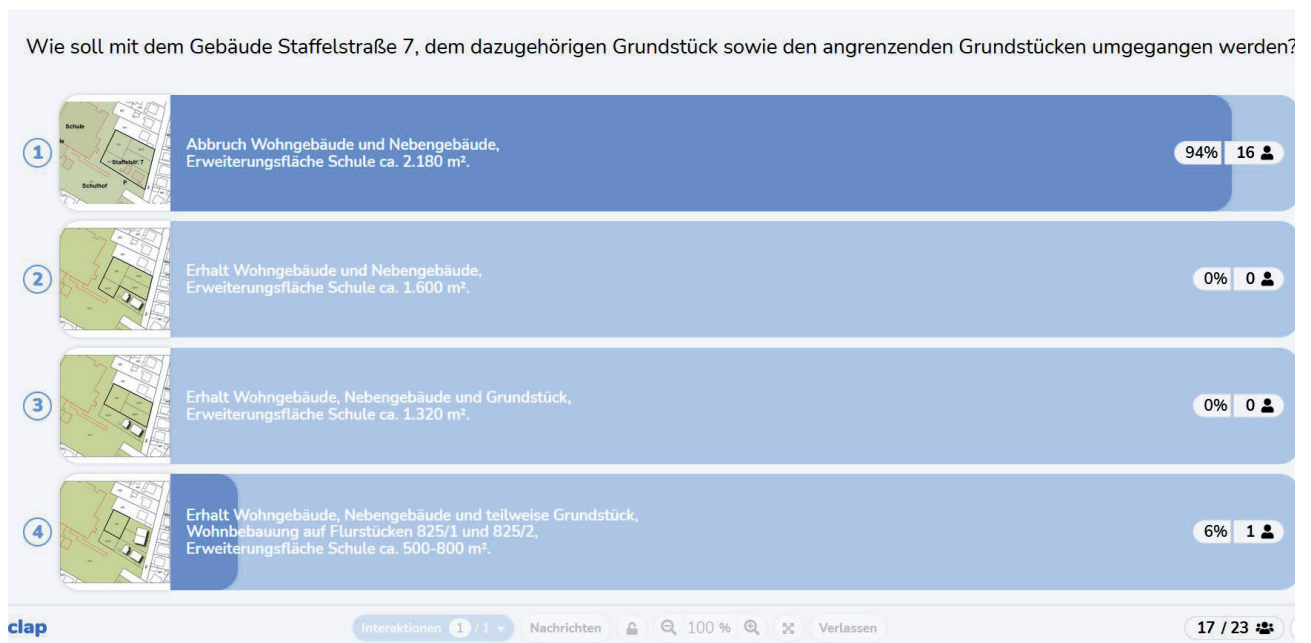 Wie soll mit dem Gebäude Staffelstraße 7, dem dazugehörigen Grundstück sowie den angrenzenden Grundstücken umgegangen werden?
1
Schule
Staffelstr. 7
Schulhof
P
Abbruch Wohngebäude und Nebengebäude,
Erweiterungsfläche Schule ca. 2.180 m².
94% 16
2
Erhalt Wohngebäude und Nebengebäude,
Erweiterungsfläche Schule ca. 1.600 m².
0% 0
3
Erhalt Wohngebäude, Nebengebäude und Grundstück,
Erweiterungsfläche Schule ca. 1.320 m².
0% 0
4
Erhalt Wohngebäude, Nebengebäude und teilweise Grundstück,
Wohnbebauung auf Flurstücken 825/1 und 825/2,
Erweiterungsfläche Schule ca. 500-800 m².
6% 1
clap
Interaktionen 1 / 1
Nachrichten
100 %
Verlassen
17 / 23